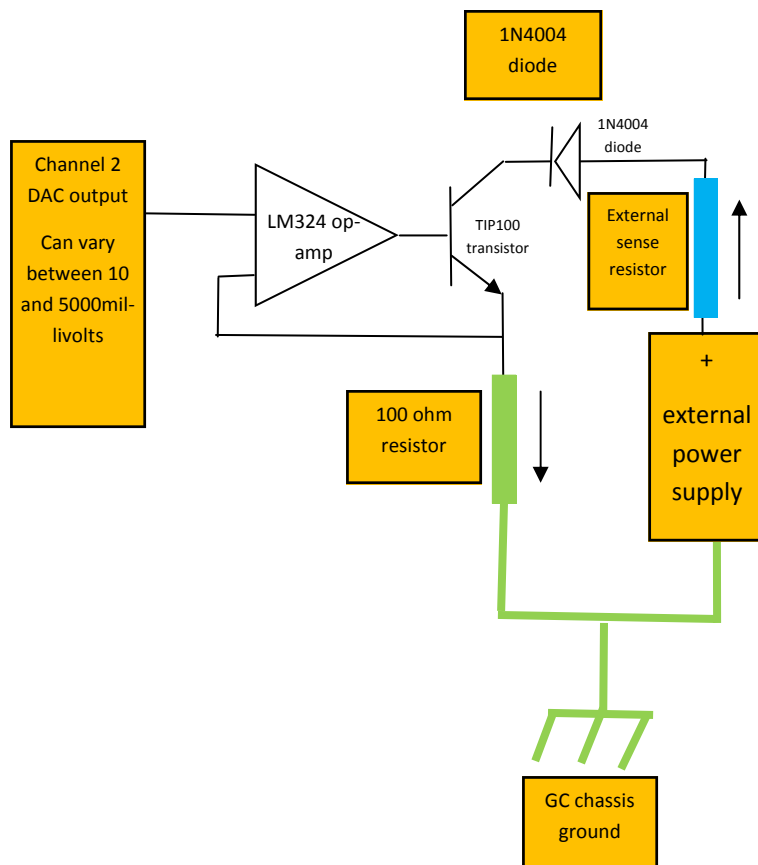 1N4004
diode
1N4004
diode
Channel 2
DAC output
Can vary
between 10
and 5000mil-
livolts
LM324 op-
amp
TIP100
transistor
External
sense
resistor
100 ohm
resistor
+
external
power
supply
GC chassis
ground